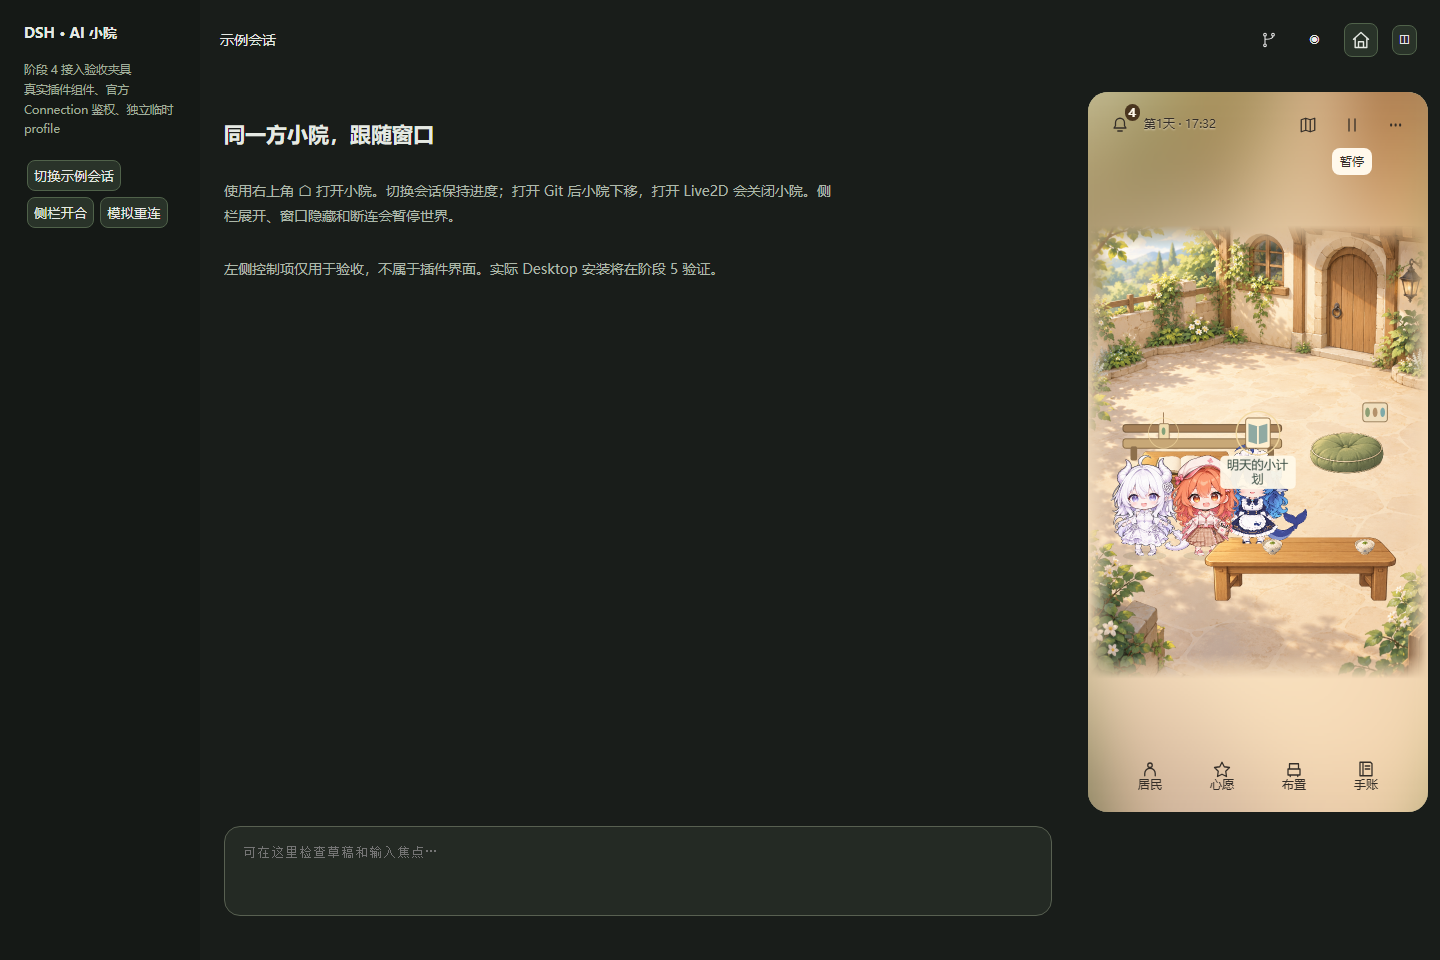 DSH • AI 小院
阶段 4 接入验收夹具
真实插件组件、官方
Connection 鉴权、独立临时
profile
切换示例会话
侧栏开合
模拟重连
示例会话
同一方小院，跟随窗口
使用右上角 ⌂ 打开小院。切换会话保持进度；打开 Git 后小院下移，打开 Live2D 会关闭小院。侧
栏展开、窗口隐藏和断连会暂停世界。
左侧控制项仅用于验收，不属于插件界面。实际 Desktop 安装将在阶段 5 验证。
可在这里检查草稿和输入焦点…
4
第1天 · 17:32
暂停
明天的小计
划
居民
心愿
布置
手账